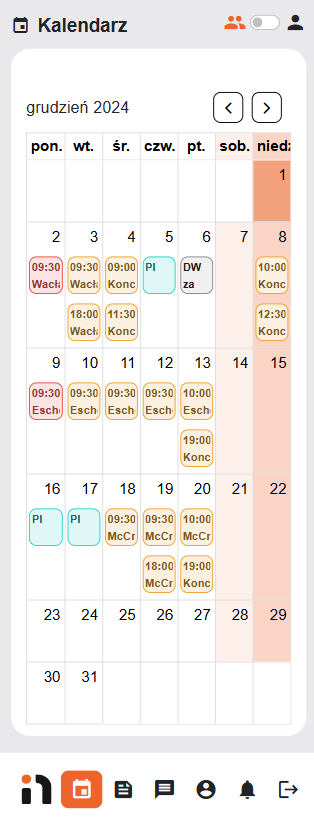 Kalendarz
grudzień 2024
pon. wt. śr. czw. pt. sob. niedz
1
2 3 4 5 6 7 8
09:30 09:30 09:00 PI DW 10:00
Wacła Wacła Konc za Konc
18:00 11:30 12:30
Wacła Konc Konc
9 10 11 12 13 14 15
09:30 09:30 09:30 09:30 10:00
Esch Esch Esch Esch Esch
19:00
Konc
16 17 18 19 20 21 22
PI PI 09:30 09:30 10:00
McCr McCr McCr
18:00 19:00
McCr Konc
23 24 25 26 27 28 29
30 31